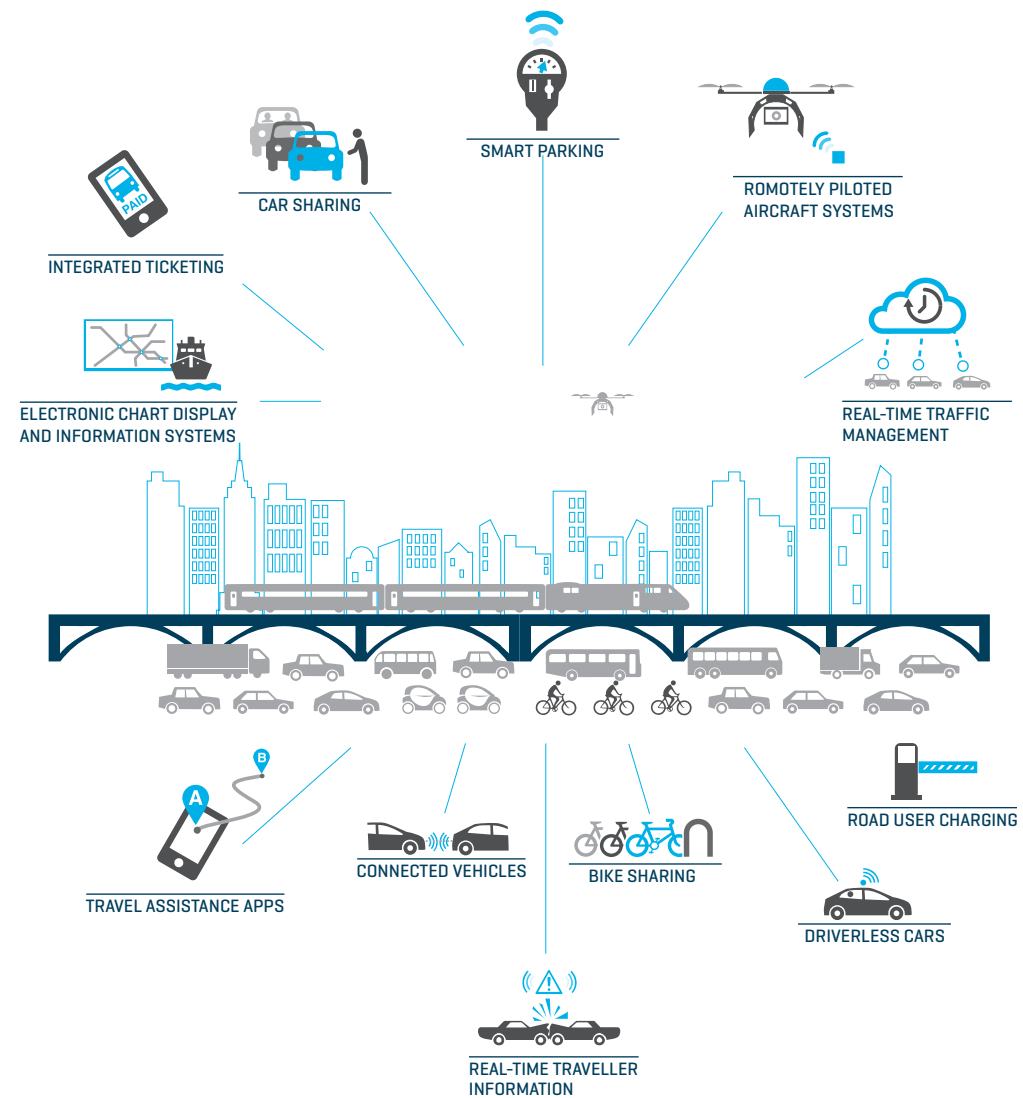 SMART PARKING
ROMOTELY PILOTED
AIRCRAFT SYSTEMS
CAR SHARING
PAID
INTEGRATED TICKETING
ELECTRONIC CHART DISPLAY
AND INFORMATION SYSTEMS
REAL-TIME TRAFFIC
MANAGEMENT
B
A
TRAVEL ASSISTANCE APPS
CONNECTED VEHICLES
BIKE SHARING
ROAD USER CHARGING
DRIVERLESS CARS
REAL-TIME TRAVELLER
INFORMATION